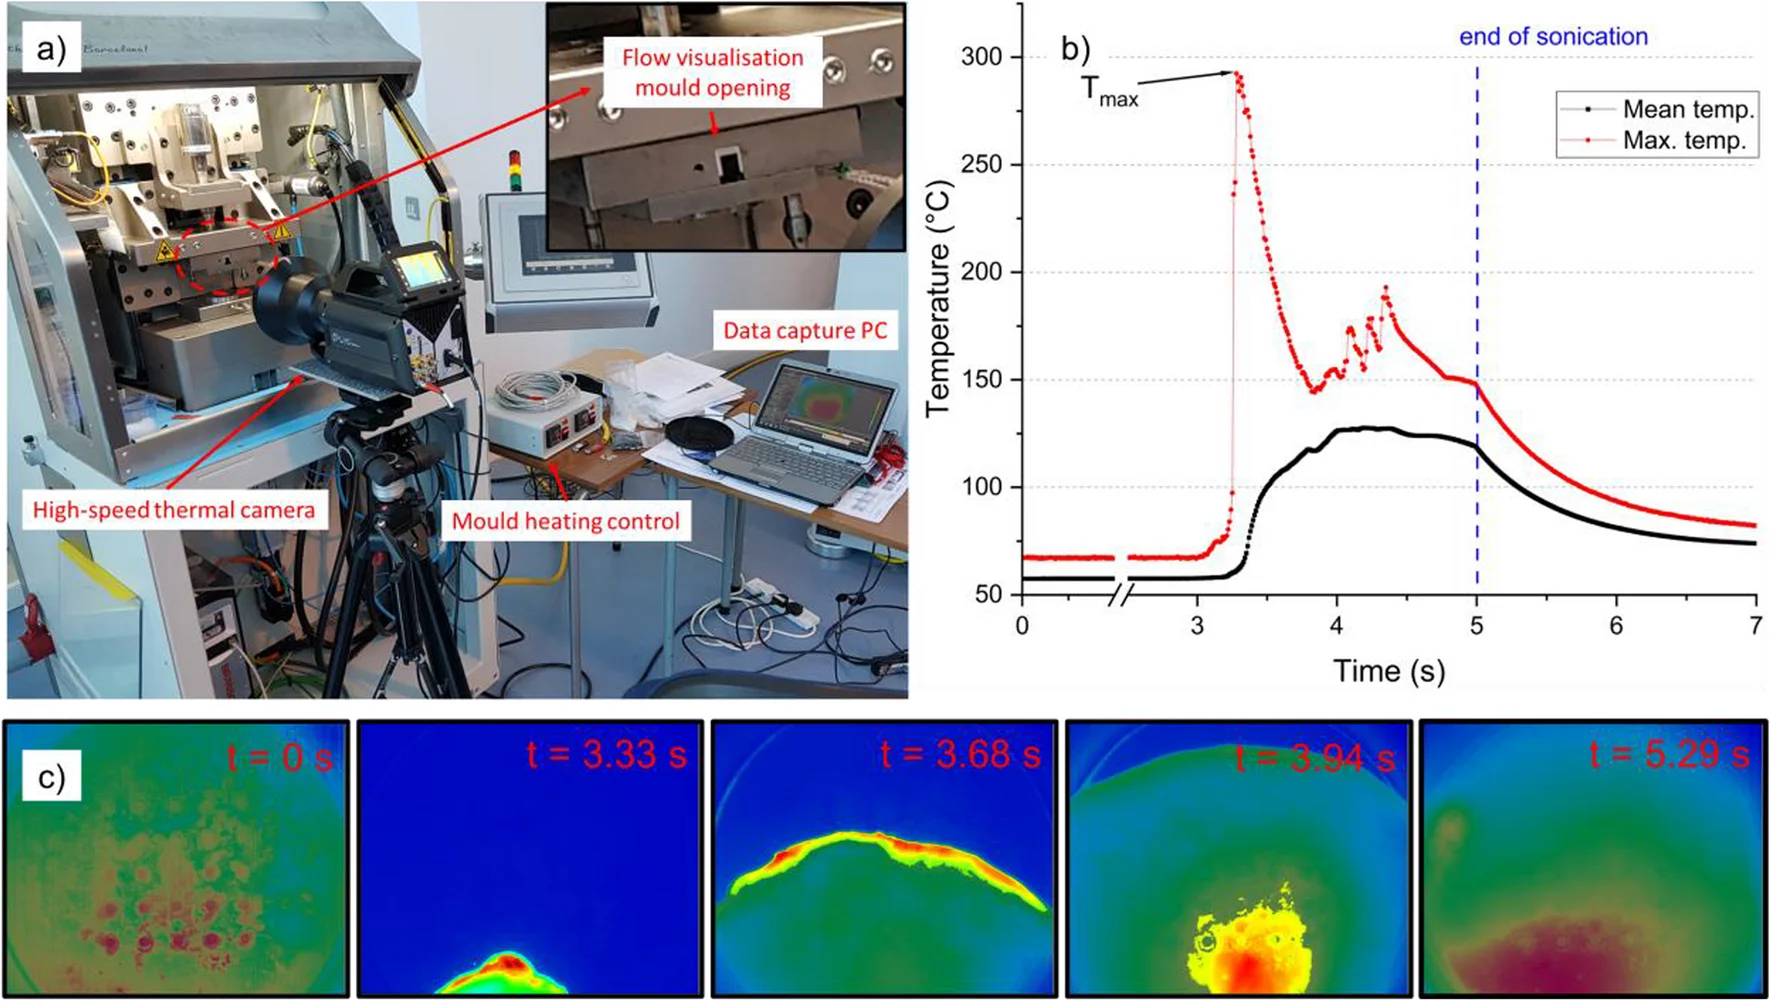 a)
Barcelona!
Flow visualisation
mould opening
Data capture PC
High-speed thermal camera
Mould heating control
b)
end of sonication
Tmax
Mean temp.
Max. temp.
300
250
200
150
100
50
Temperature (°C)
0
3
4
5
6
7
Time (s)
c)
t = 0 s
t = 3.33 s
t = 3.68 s
t = 3.94 s
t = 5.29 s